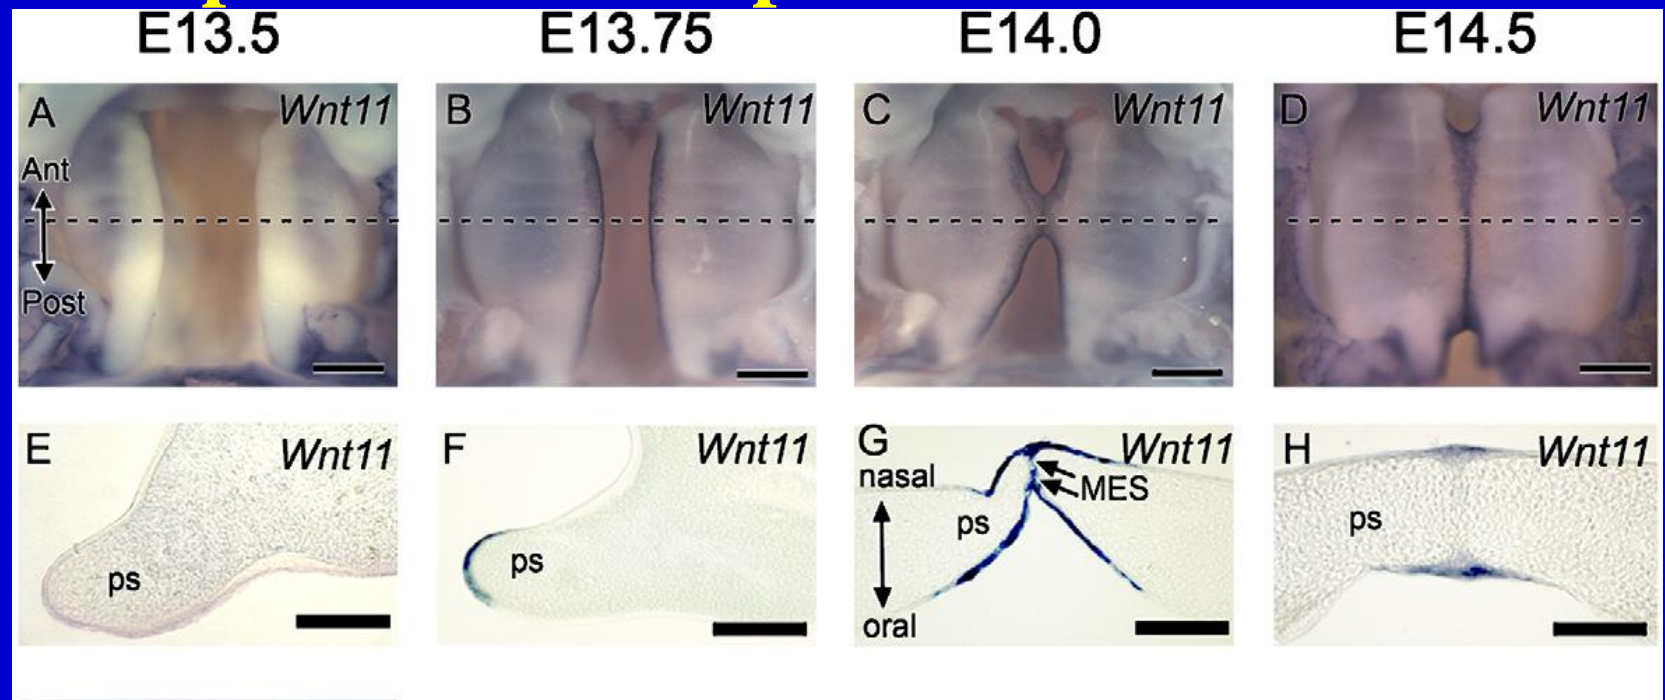 E13.5 E13.75 E14.0 E14.5
A Wnt11 B Wnt11 C Wnt11 D Wnt11
Ant
Post
E Wnt11 F Wnt11 G Wnt11 H Wnt11
nasal
MES
ps ps ps ps
oral